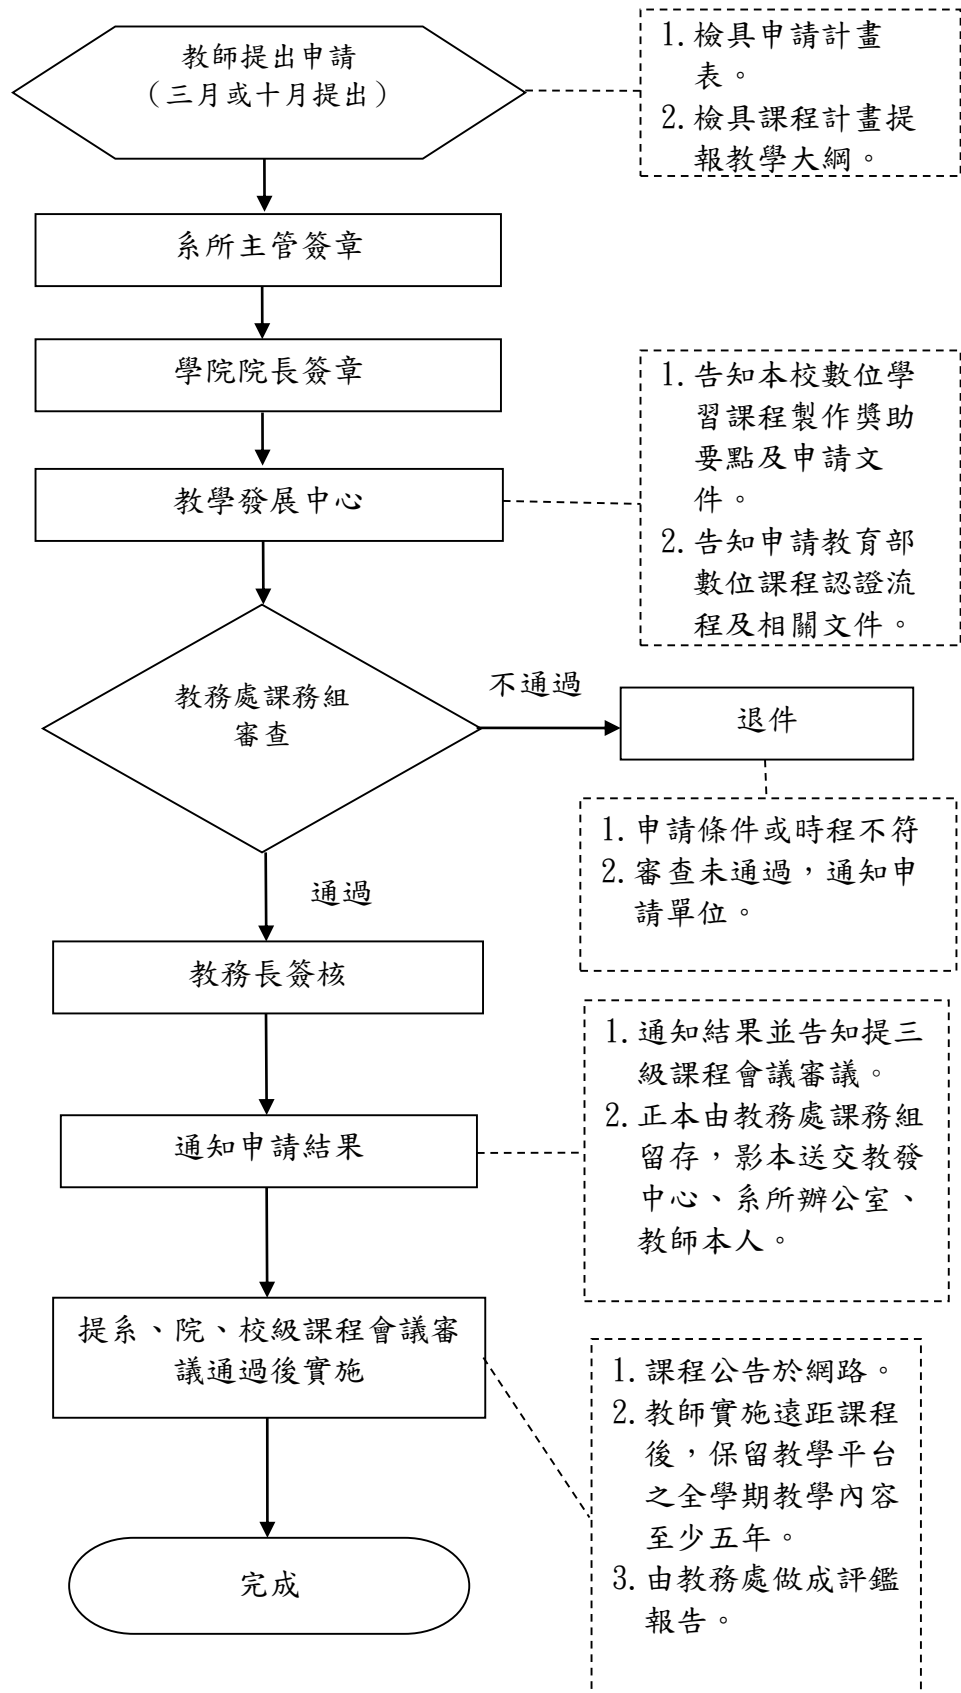 教師提出申請
（三月或十月提出）
1. 檢具申請計畫
表。
2. 檢具課程計畫提
報教學大綱。
系所主管簽章
學院院長簽章
教學發展中心
1. 告知本校數位學
習課程製作獎助
要點及申請文
件。
2. 告知申請教育部
數位課程認證流
程及相關文件。
教務處課務組
審查
不通過
退件
1. 申請條件或時程不符
2. 審查未通過，通知申
請單位。
通過
教務長簽核
通知申請結果
1. 通知結果並告知提三
級課程會議審議。
2. 正本由教務處課務組
留存，影本送交教發
中心、系所辦公室、
教師本人。
提系、院、校級課程會議審
議通過後實施
1. 課程公告於網路。
2. 教師實施遠距課程
後，保留教學平台
之全學期教學內容
至少五年。
3. 由教務處做成評鑑
報告。
完成